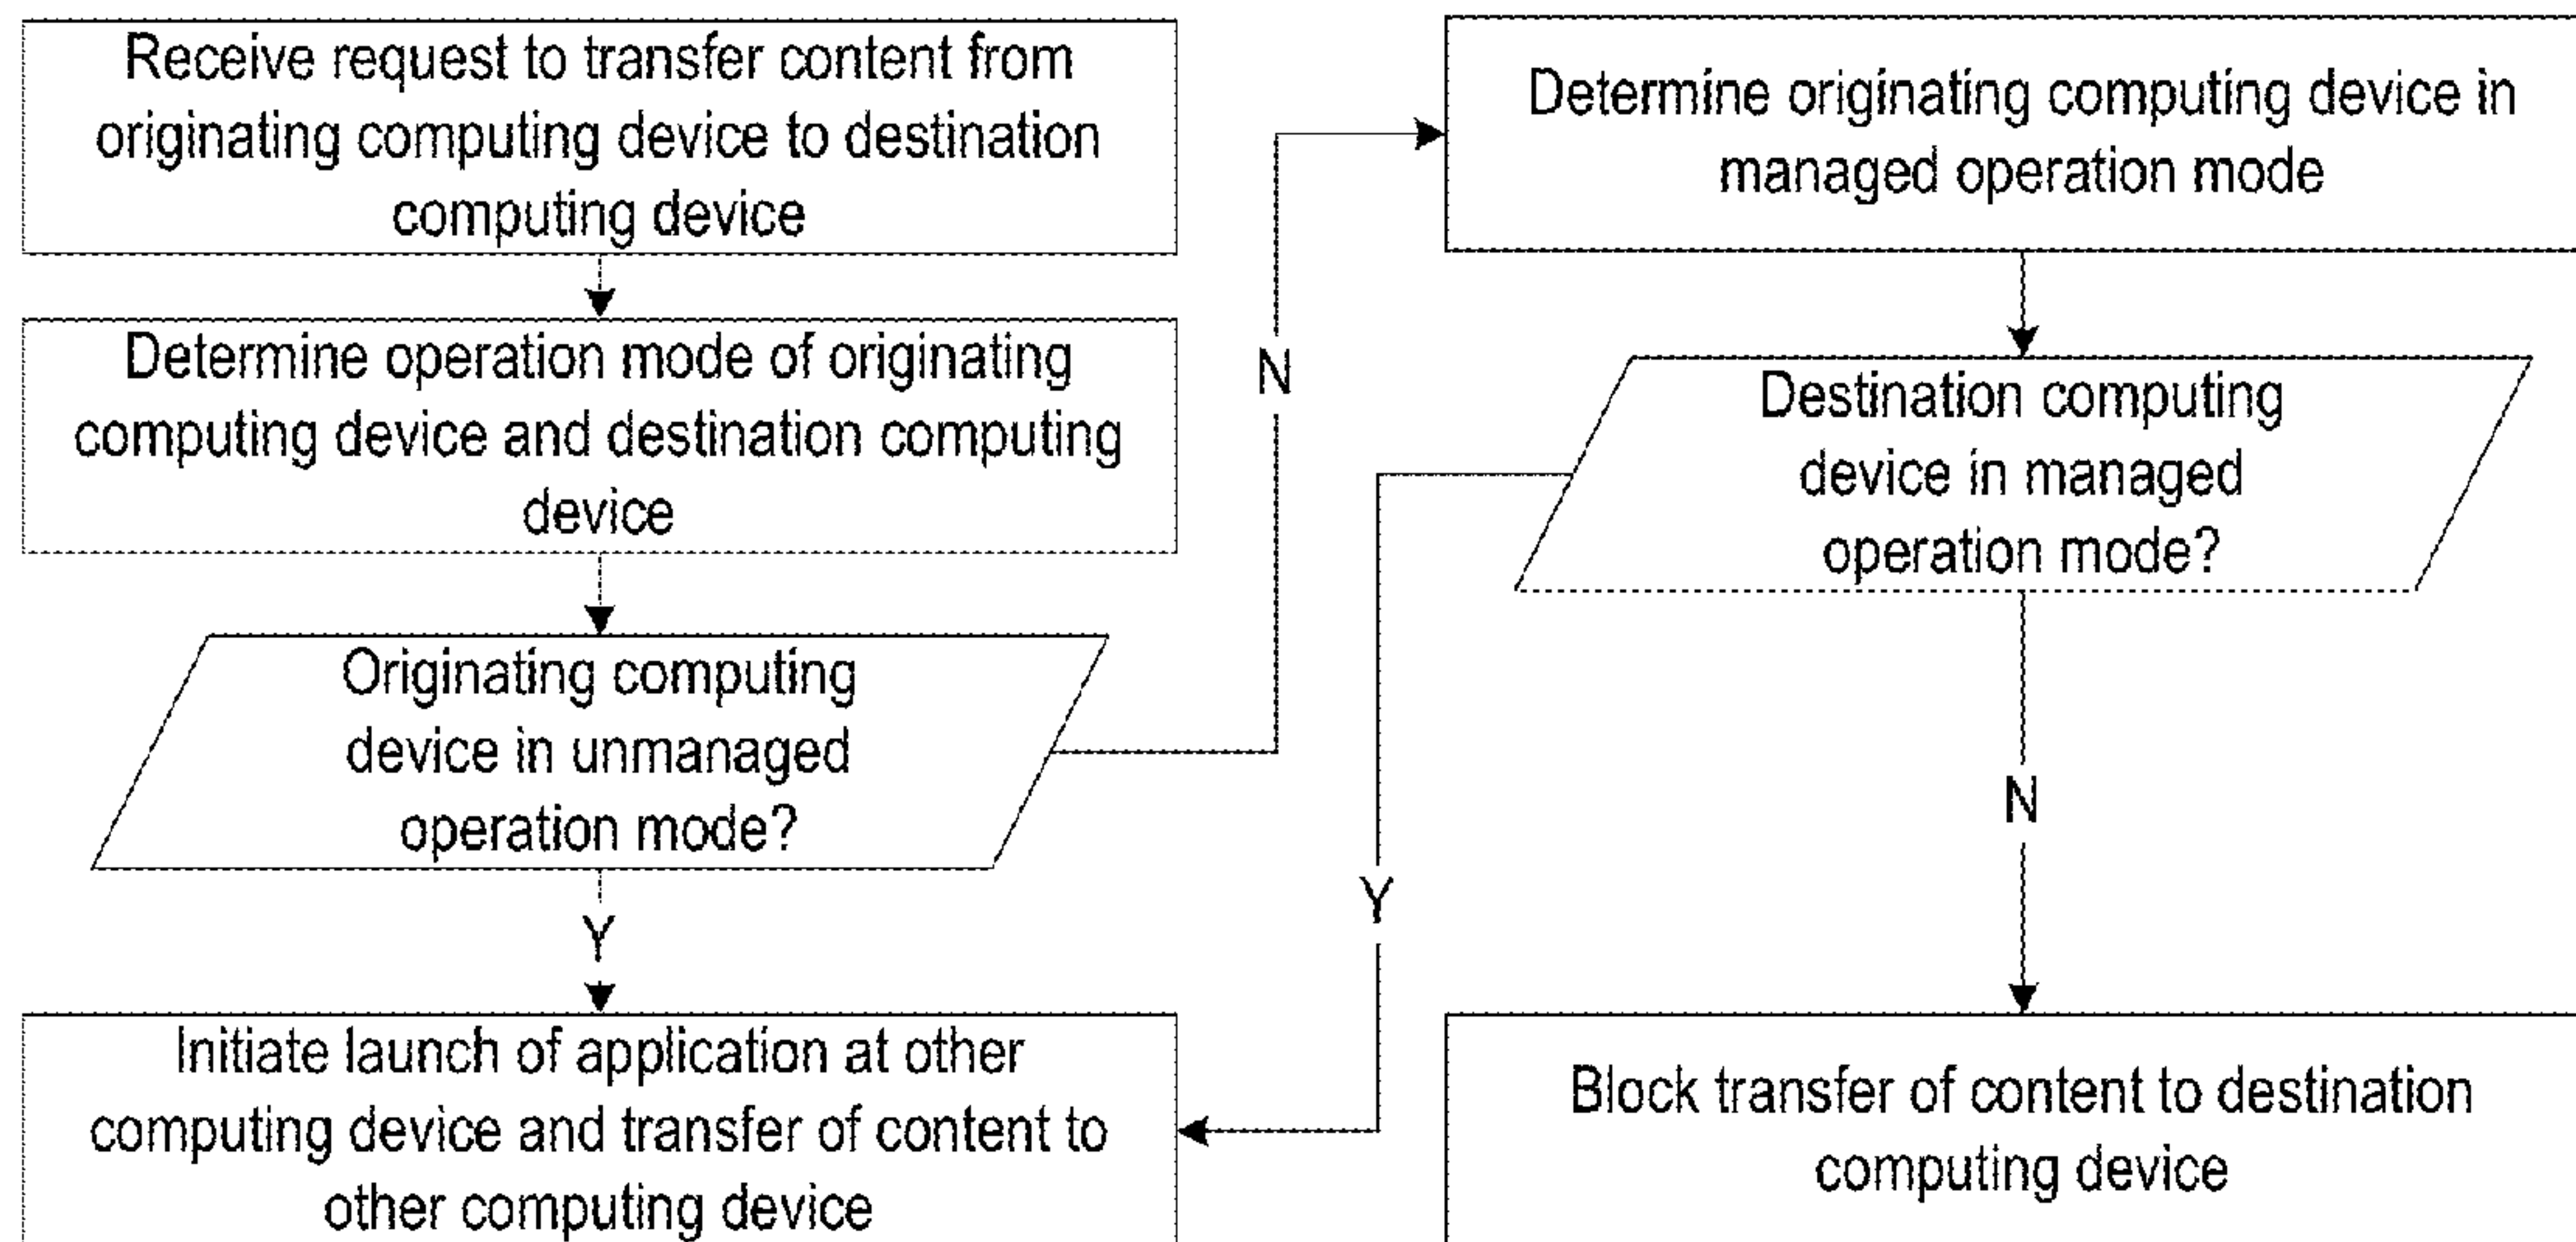 Receive request to transfer content from
originating computing device to destination
computing device
Determine operation mode of originating
computing device and destination computing
device
Originating computing
device in unmanaged
operation mode?
Y
Initiate launch of application at other
computing device and transfer of content to
other computing device
N
Determine originating computing device in
managed operation mode
Destination computing
device in managed
operation mode?
Y
N
Block transfer of content to destination
computing device